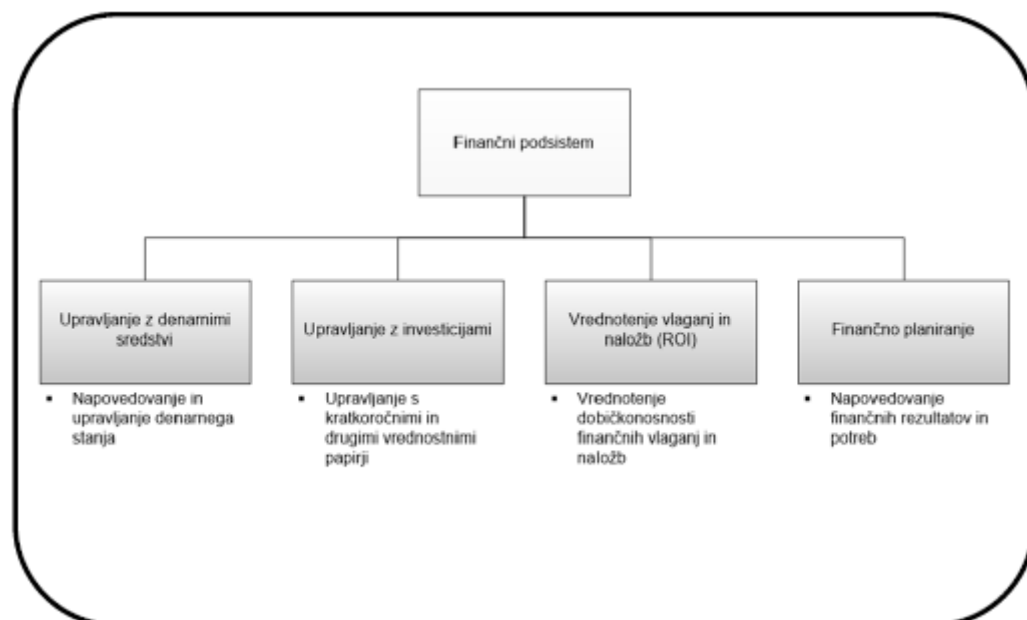 Finančni podsistem
Upravljanje z denarnimi
sredstvi
Upravljanje z investicijami
Vrednotenje vlaganj in
naložb (ROI)
Finančno planiranje
▪ Napovedovanje in
upravljanje denarnega
stanja
▪ Upravljanje s
kratkoročnimi in
drugimi vrednostnimi
papirji
▪ Vrednotenje
dobičkonosnosti
finančnih vlaganj in
naložb
▪ Napovedovanje
finančnih rezultatov in
potreb